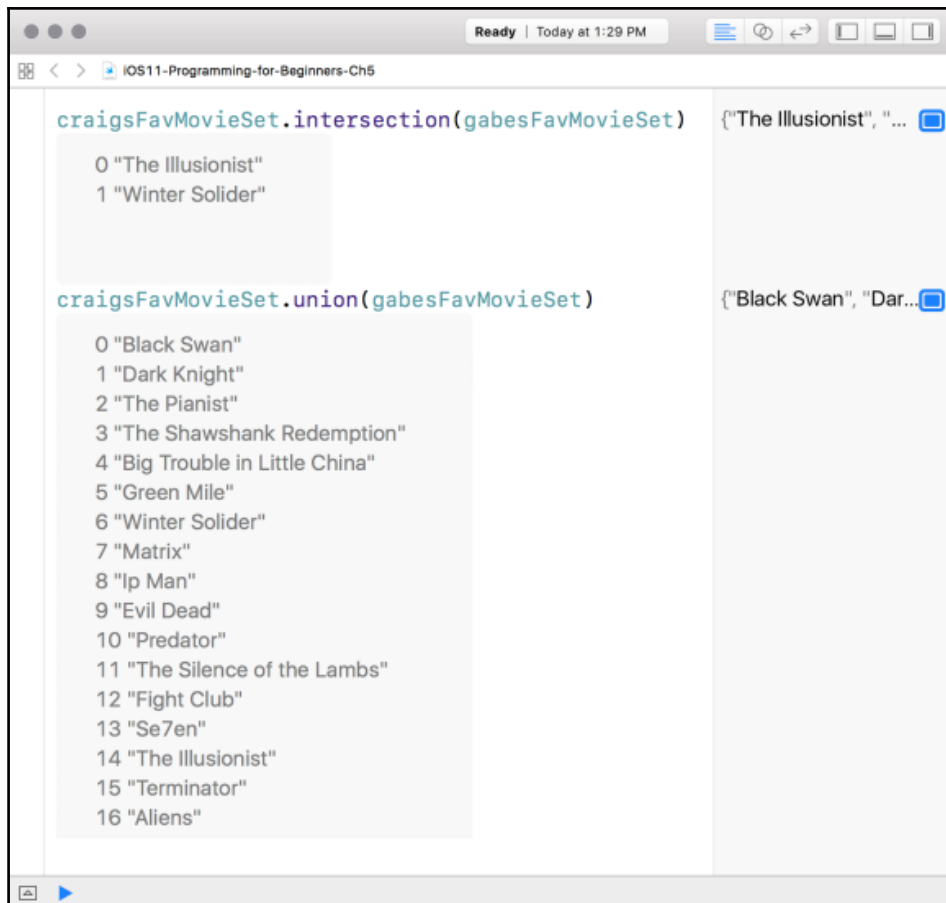 Ready | Today at 1:29 PM
iOS11-Programming-for-Beginners-Ch5
craigsFavMovieSet.intersection(gabesFavMovieSet) {"The Illusionist", "...
0 "The Illusionist"
1 "Winter Solider"
craigsFavMovieSet.union(gabesFavMovieSet) {"Black Swan", "Dar...
0 "Black Swan"
1 "Dark Knight"
2 "The Pianist"
3 "The Shawshank Redemption"
4 "Big Trouble in Little China"
5 "Green Mile"
6 "Winter Solider"
7 "Matrix"
8 "Ip Man"
9 "Evil Dead"
10 "Predator"
11 "The Silence of the Lambs"
12 "Fight Club"
13 "Se7en"
14 "The Illusionist"
15 "Terminator"
16 "Aliens"